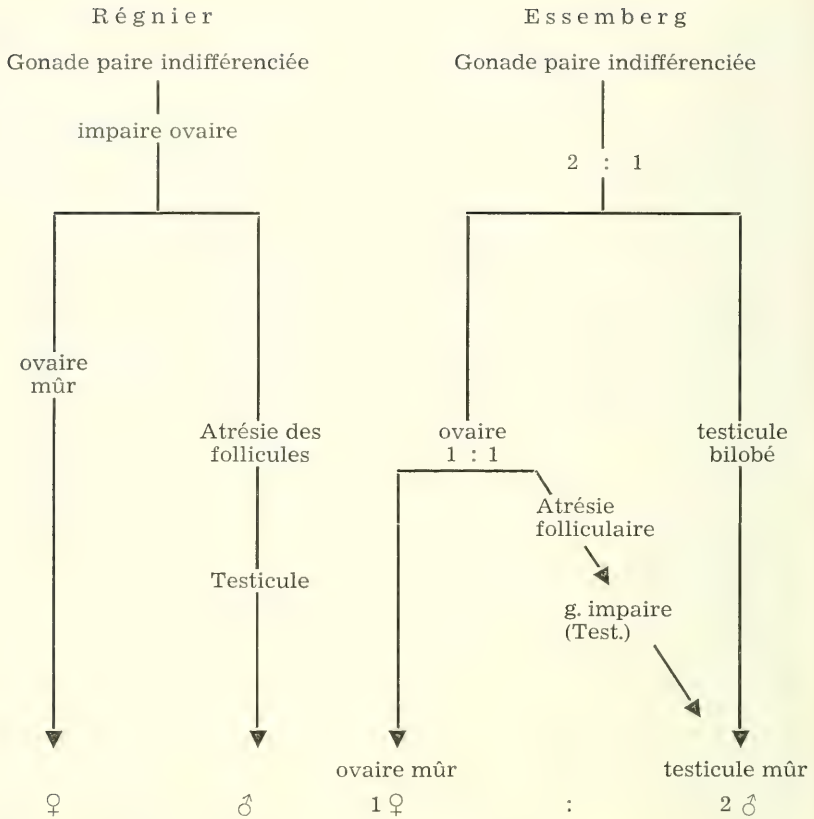 Régnier
Gonade paire indifférenciée
impaire ovaire
ovaire
mûr
Atrésie des
follicules
Testicule
♀ ♂
Essemberg
Gonade paire indifférenciée
2 : 1
ovaire
1 : 1
testicule
bilobé
Atrésie
folliculaire
g. impaire
(Test.)
ovaire mûr testicule mûr
1 ♀ : 2 ♂